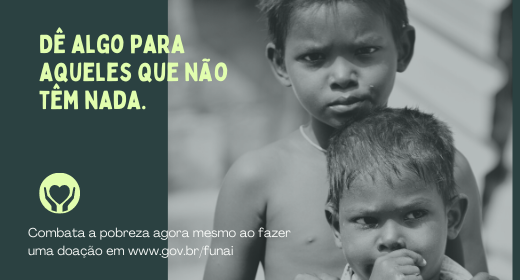 DÊ ALGO PARA
AQUELES QUE NÃO
TÊM NADA.
Combata a pobreza agora mesmo ao fazer
uma doação em www.gov.br/funai